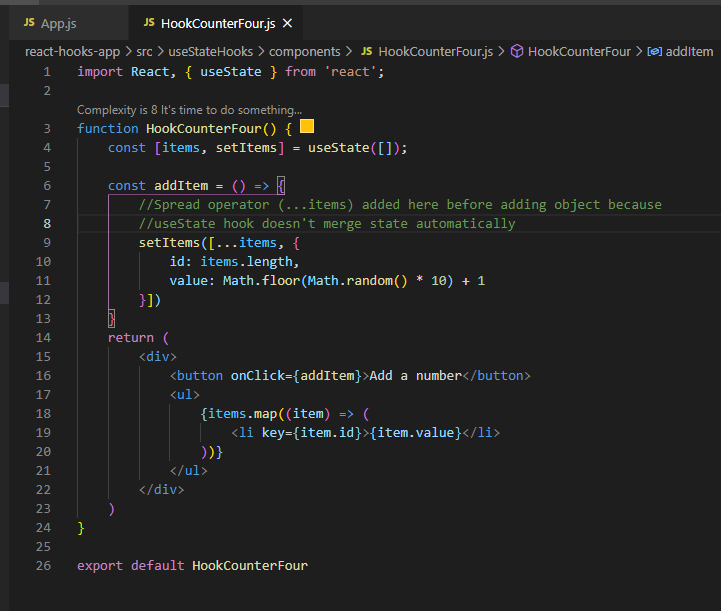 JS App.js JS HookCounterFour.js ×
react-hooks-app > src > useStateHooks > components > JS HookCounterFour.js > HookCounterFour > addItem
1 import React, { useState } from 'react';
2
Complexity is 8 It's time to do something...
3 function HookCounterFour() {
4 const [items, setItems] = useState([]);
5
6 const addItem = () => {
7 //Spread operator (...items) added here before adding object because
8 //useState hook doesn't merge state automatically
9 setItems([...items, {
10 id: items.length,
11 value: Math.floor(Math.random() * 10) + 1
12 }])
13 }
14 return (
15 <div>
16 <button onClick={addItem}>Add a number</button>
17 <ul>
18 {items.map((item) => (
19 <li key={item.id}>{item.value}</li>
20 ))}
21 </ul>
22 </div>
23 )
24 }
25
26 export default HookCounterFour